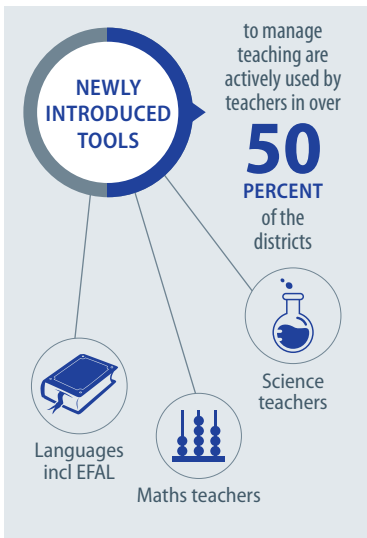 NEWLY
INTRODUCED
TOOLS
to manage
teaching are
actively used by
teachers in over
50
PERCENT
of the
districts
Science
teachers
Languages
incl EFAL
Maths teachers